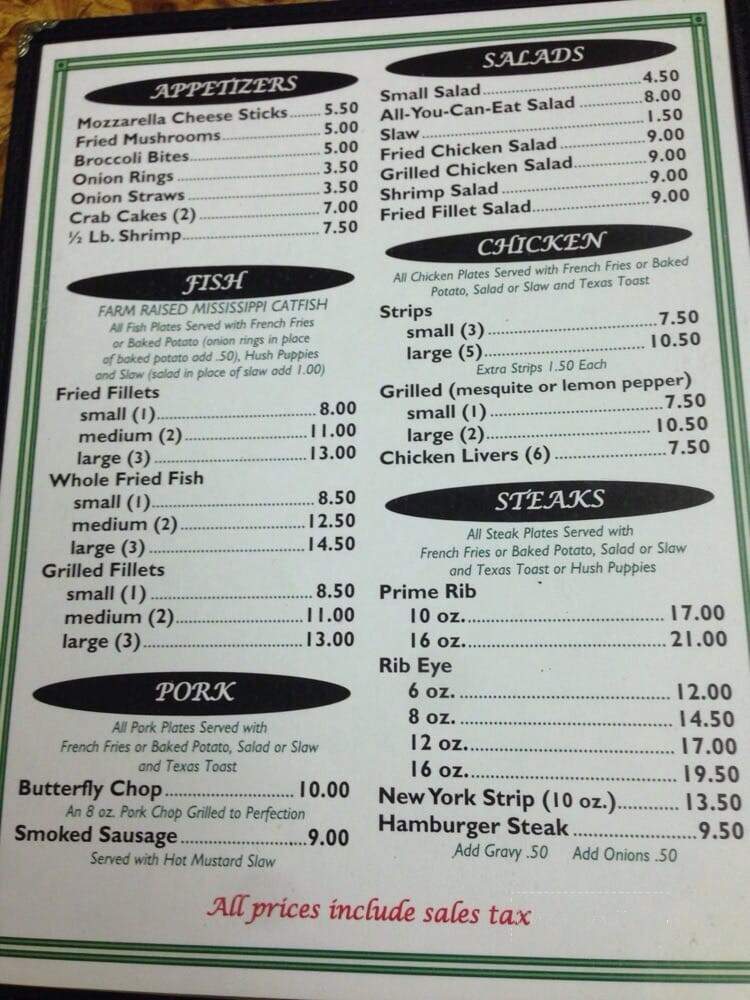 APPETIZERS
Mozzarella Cheese Sticks........ 5.50
Fried Mushrooms........................ 5.00
Broccoli Bites................................ 5.00
Onion Rings .................................. 3.50
Onion Straws ............................... 3.50
Crab Cakes (2) ............................ 7.00
½ Lb. Shrimp................................ 7.50
FISH
FARM RAISED MISSISSIPPI CATFISH
All Fish Plates Served with French Fries
or Baked Potato (onion rings in place
of baked potato add .50), Hush Puppies
and Slaw (salad in place of slaw add 1.00)
Fried Fillets
small (1)..................................... 8.00
medium (2)............................... 11.00
large (3)..................................... 13.00
Whole Fried Fish
small (1)..................................... 8.50
medium (2) .............................. 12.50
large (3) .................................... 14.50
Grilled Fillets
small (1) .................................... 8.50
medium (2)............................... 11.00
large (3)..................................... 13.00
PORK
All Pork Plates Served with
French Fries or Baked Potato, Salad or Slaw
and Texas Toast
Butterfly Chop.......................... 10.00
An 8 oz. Pork Chop Grilled to Perfection
Smoked Sausage ......................... 9.00
Served with Hot Mustard Slaw
SALADS
Small Salad................................... 4.50
All-You-Can-Eat Salad ............. 8.00
Slaw................................................ 1.50
Fried Chicken Salad .................. 9.00
Grilled Chicken Salad................ 9.00
Shrimp Salad ................................ 9.00
Fried Fillet Salad.......................... 9.00
CHICKEN
All Chicken Plates Served with French Fries or Baked
Potato, Salad or Slaw and Texas Toast
Strips
small (3) .................................... 7.50
large (5)..................................... 10.50
Extra Strips 1.50 Each
Grilled (mesquite or lemon pepper)
small (1) .................................... 7.50
large (2)..................................... 10.50
Chicken Livers (6) ...................... 7.50
STEAKS
All Steak Plates Served with
French Fries or Baked Potato, Salad or Slaw
and Texas Toast or Hush Puppies
Prime Rib
10 oz........................................... 17.00
16 oz........................................... 21.00
Rib Eye
6 oz. ........................................... 12.00
8 oz. ........................................... 14.50
12 oz........................................... 17.00
16 oz........................................... 19.50
New York Strip (10 oz.)........... 13.50
Hamburger Steak ...................... 9.50
Add Gravy .50 Add Onions .50
All prices include sales tax